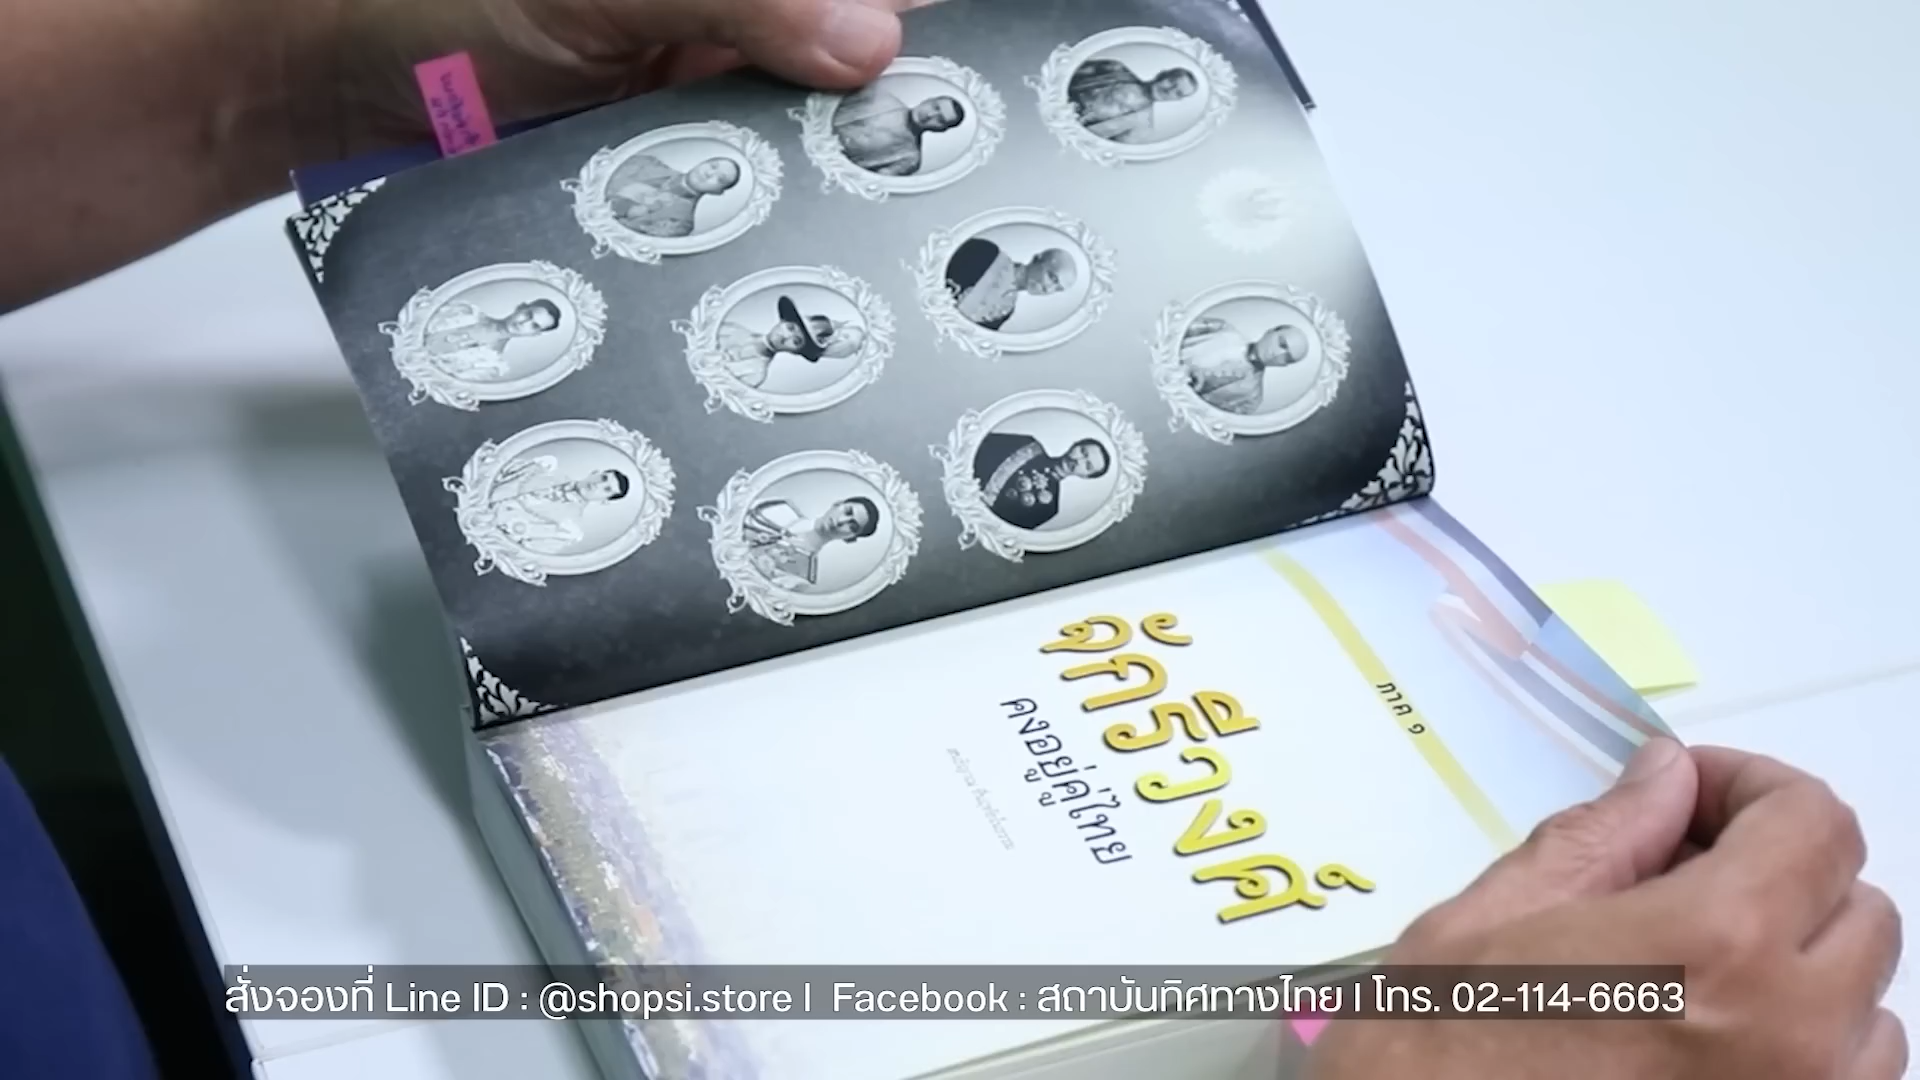 ภาค ๑
จักรีวงศ์
คงอยู่คู่ไทย
สั่งจองที่ Line ID : @shopsi.store | Facebook : สถาบันทิศทางไทย | โทร. 02-114-6663